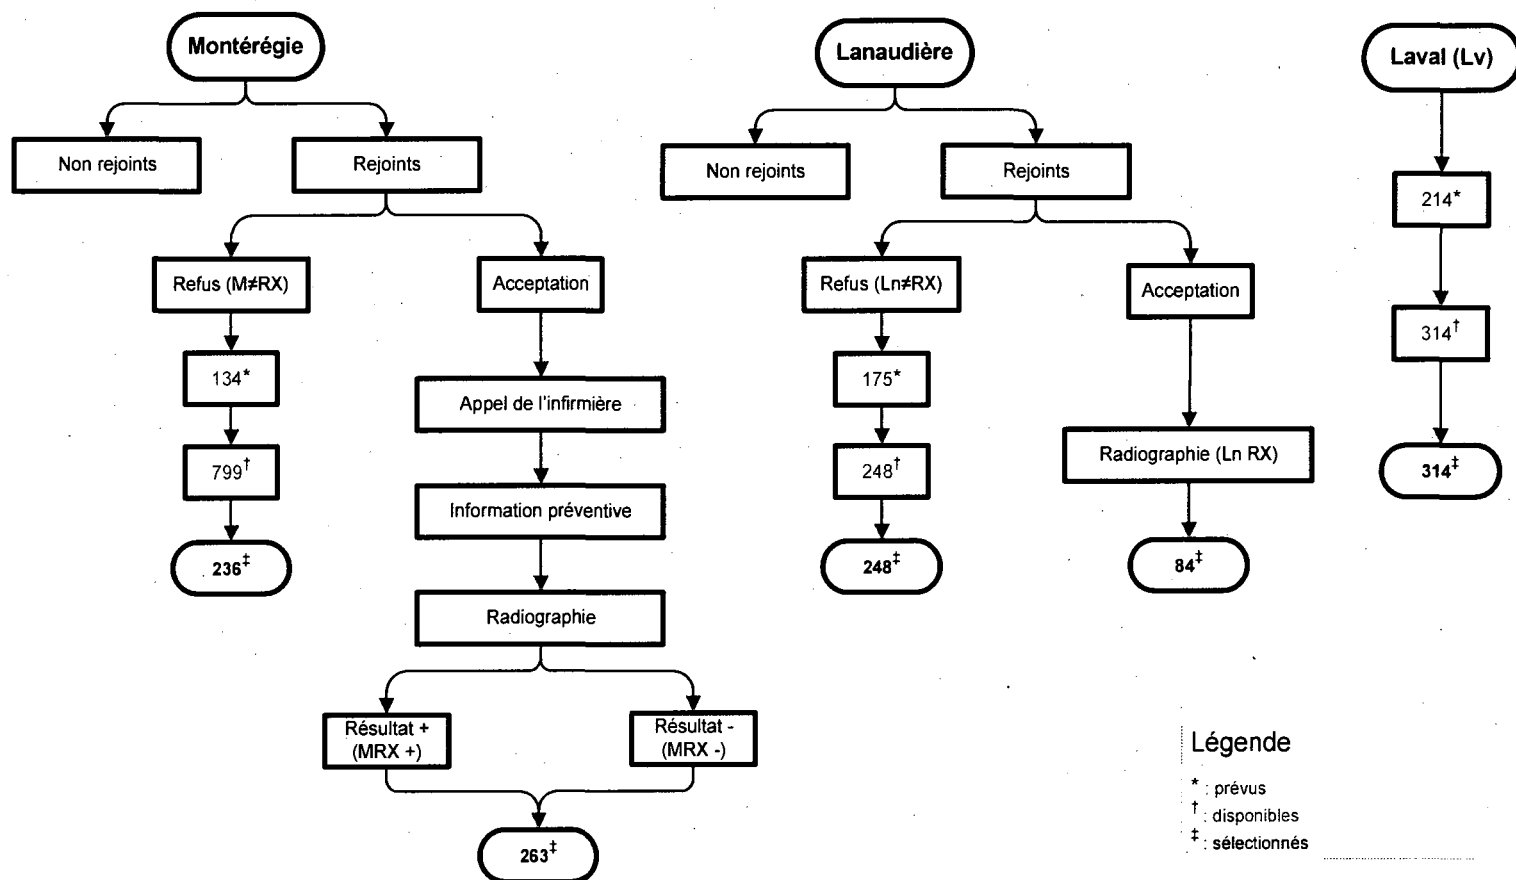 Montérégie
Non rejoints
Rejoints
Refus (M≠RX)
Acceptation
134*
799†
236‡
Appel de l'infirmière
Information préventive
Radiographie
Résultat +
(MRX +)
Résultat -
(MRX -)
263‡
Lanaudière
Non rejoints
Rejoints
Refus (Ln≠RX)
Acceptation
175*
248†
248‡
Radiographie (Ln RX)
84‡
Laval (Lv)
214*
314†
314‡
Légende
* : prévus
† : disponibles
‡ : sélectionnés